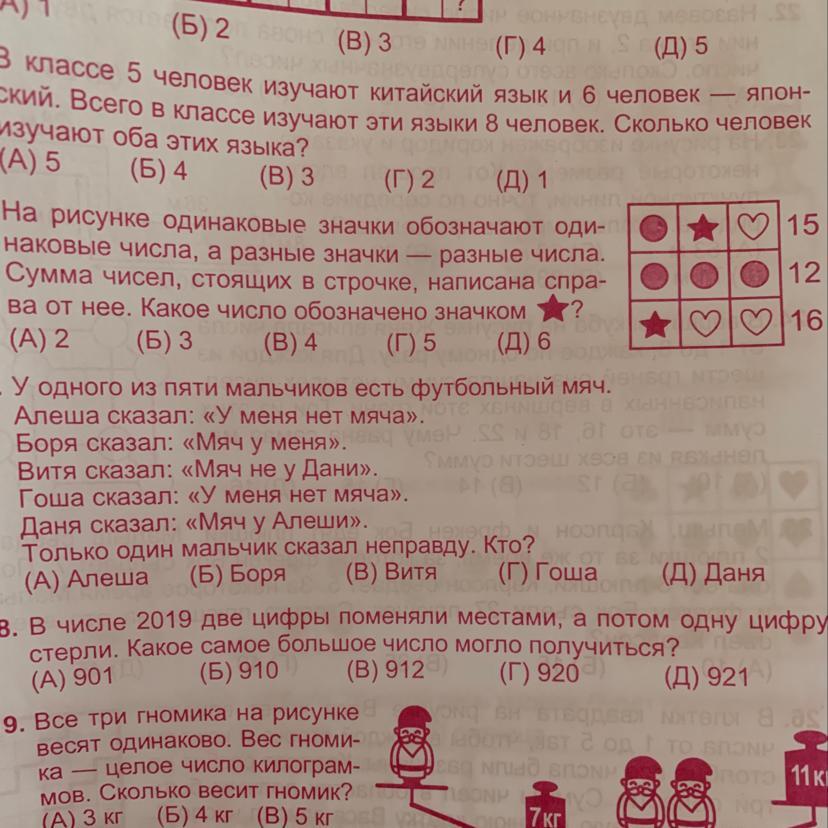 А) 1
(Б) 2
(В) 3
(Г) 4
(Д) 5
?
В классе 5 человек изучают китайский язык и 6 человек — япон-
ский. Всего в классе изучают эти языки 8 человек. Сколько человек
изучают оба этих языка?
(А) 5 (Б) 4 (В) 3 (Г) 2 (Д) 1
На рисунке одинаковые значки обозначают оди-
наковые числа, а разные значки — разные числа.
Сумма чисел, стоящих в строчке, написана спра-
ва от нее. Какое число обозначено значком ★?
(А) 2 (Б) 3 (В) 4 (Г) 5 (Д) 6
15
12
16
. У одного из пяти мальчиков есть футбольный мяч.
Алеша сказал: «У меня нет мяча».
Боря сказал: «Мяч у меня».
Витя сказал: «Мяч не у Дани».
Гоша сказал: «У меня нет мяча».
Даня сказал: «Мяч у Алеши».
Только один мальчик сказал неправду. Кто?
(А) Алеша (Б) Боря (В) Витя (Г) Гоша (Д) Даня
8. В числе 2019 две цифры поменяли местами, а потом одну цифру
стерли. Какое самое большое число могло получиться?
(А) 901 (Б) 910 (В) 912 (Г) 920 (Д) 921
9. Все три гномика на рисунке
весят одинаково. Вес гноми-
ка — целое число килограм-
мов. Сколько весит гномик?
(А) 3 кг (Б) 4 кг (В) 5 кг
7 кг
11 к